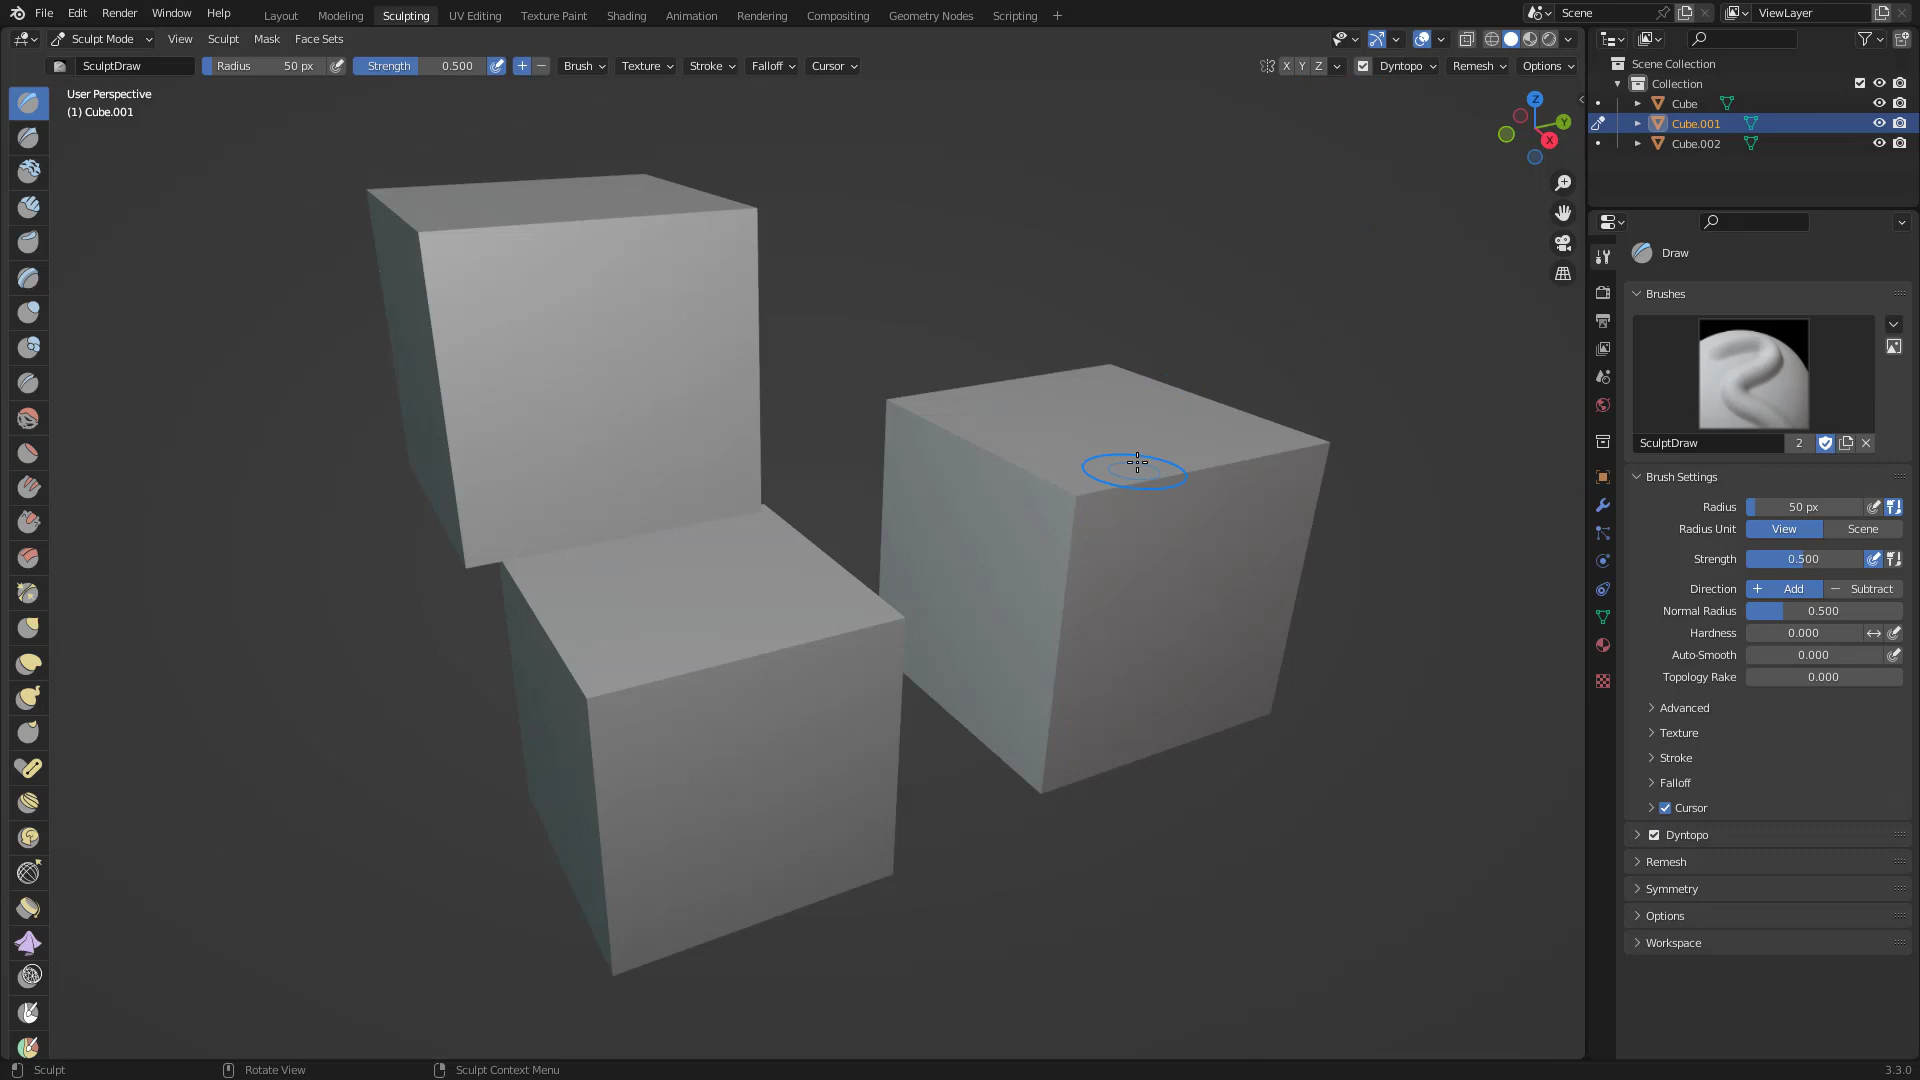 File Edit Render Window Help Layout Modeling Sculpting UV Editing Texture Paint Shading Animation Rendering Compositing Geometry Nodes Scripting + Scene ViewLayer
Sculpt Mode View Sculpt Mask Face Sets
SculptDraw Radius 50 px Strength 0.500 + − Brush Texture Stroke Falloff Cursor X Y Z Dyntopo Remesh Options
User Perspective
(1) Cube.001
Z
Y
X
Scene Collection
Collection
Cube
Cube.001
Cube.002
Draw
Brushes
SculptDraw 2
Brush Settings
Radius 50 px
Radius Unit View Scene
Strength 0.500
Direction + Add − Subtract
Normal Radius 0.500
Hardness 0.000
Auto-Smooth 0.000
Topology Rake 0.000
Advanced
Texture
Stroke
Falloff
Cursor
Dyntopo
Remesh
Symmetry
Options
Workspace
Sculpt Rotate View Sculpt Context Menu 3.3.0